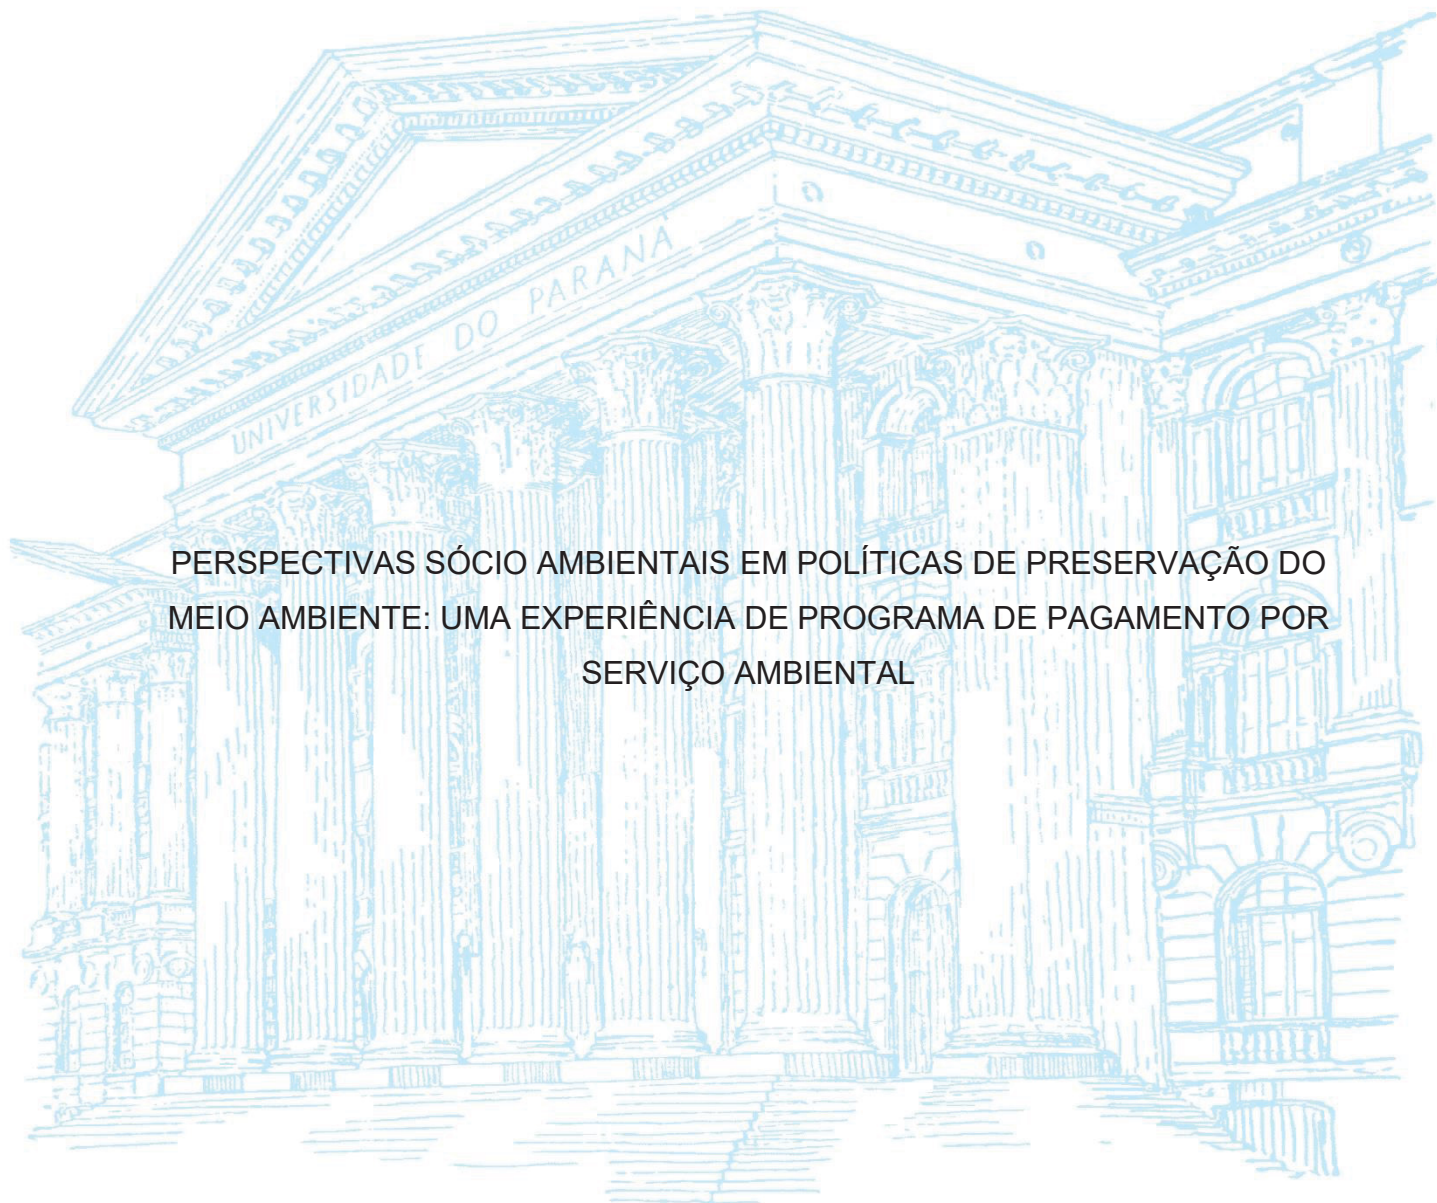 UNIVERSIDADE DO PARANÁ
PERSPECTIVAS SÓCIO AMBIENTAIS EM POLÍTICAS DE PRESERVAÇÃO DO
MEIO AMBIENTE: UMA EXPERIÊNCIA DE PROGRAMA DE PAGAMENTO POR
SERVIÇO AMBIENTAL